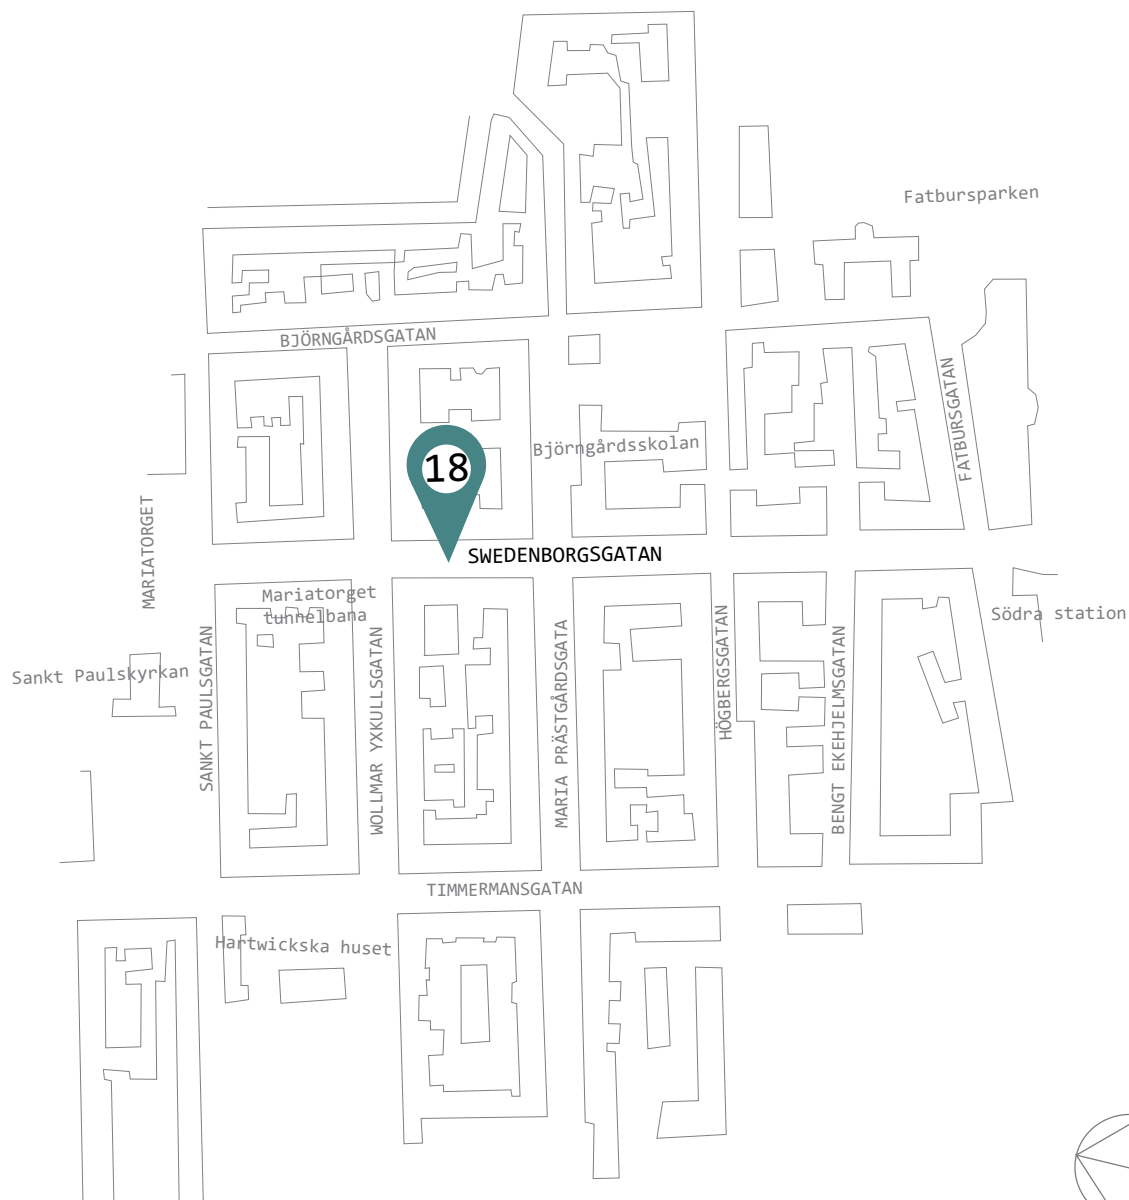 Fatbursparken
BJÖRNGÅRDSGATAN
FATBURSGATAN
Björngårdsskolan
18
MARIATORGET
SWEDENBORGSGATAN
Mariatorget
tunnelbana
Södra station
Sankt Paulskyrkan
SANKT PAULSGATAN
WOLLMAR YXKULLSGATAN
MARIA PRÄSTGÅRDSGATA
HÖGBERGSGATAN
BENGT EKEHJELMSGATAN
TIMMERMANSGATAN
Hartwickska huset